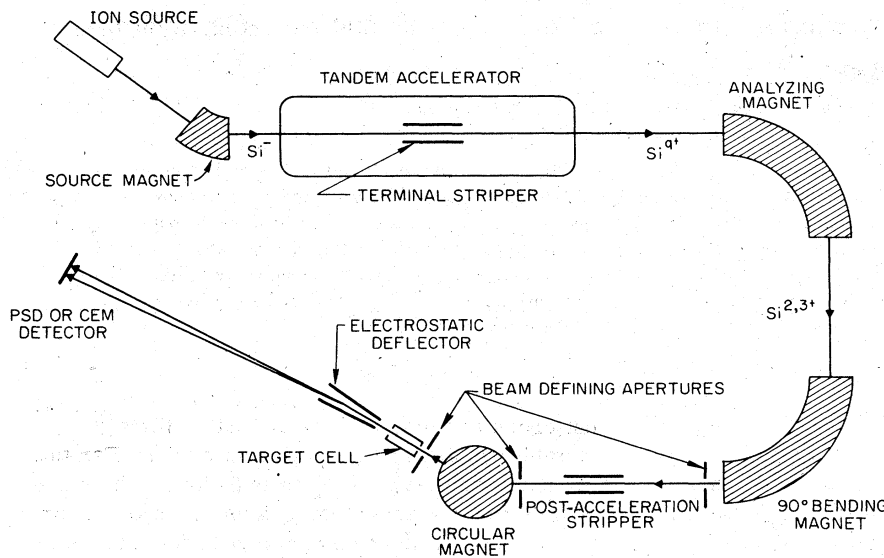 ION SOURCE
TANDEM ACCELERATOR
ANALYZING
MAGNET
Si⁻
Si^q+
SOURCE MAGNET
TERMINAL STRIPPER
PSD OR CEM
DETECTOR
Si^2,3+
ELECTROSTATIC
DEFLECTOR
BEAM DEFINING APERTURES
TARGET CELL
POST-ACCELERATION
STRIPPER
90° BENDING
MAGNET
CIRCULAR
MAGNET